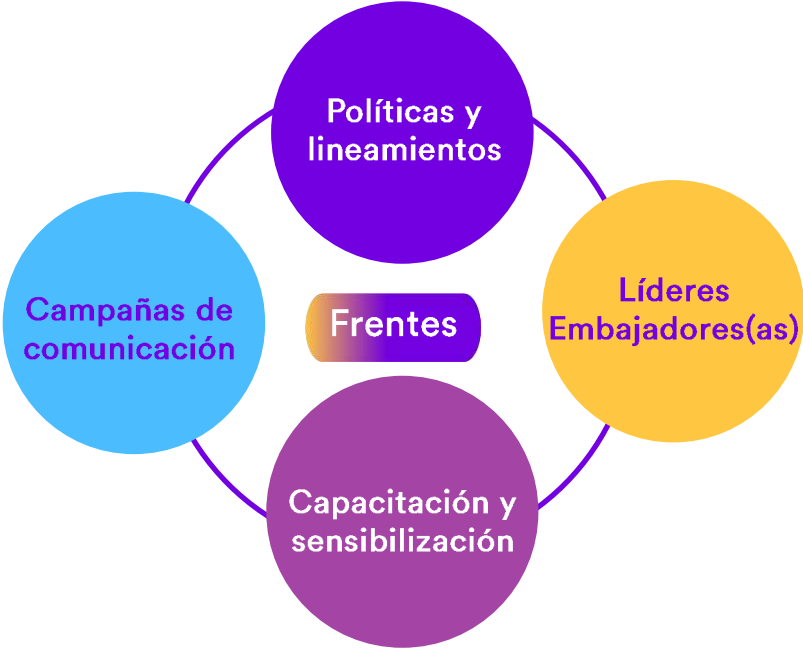 Políticas y
lineamientos
Líderes
Embajadores(as)
Campañas de
comunicación
Frentes
Capacitación y
sensibilización